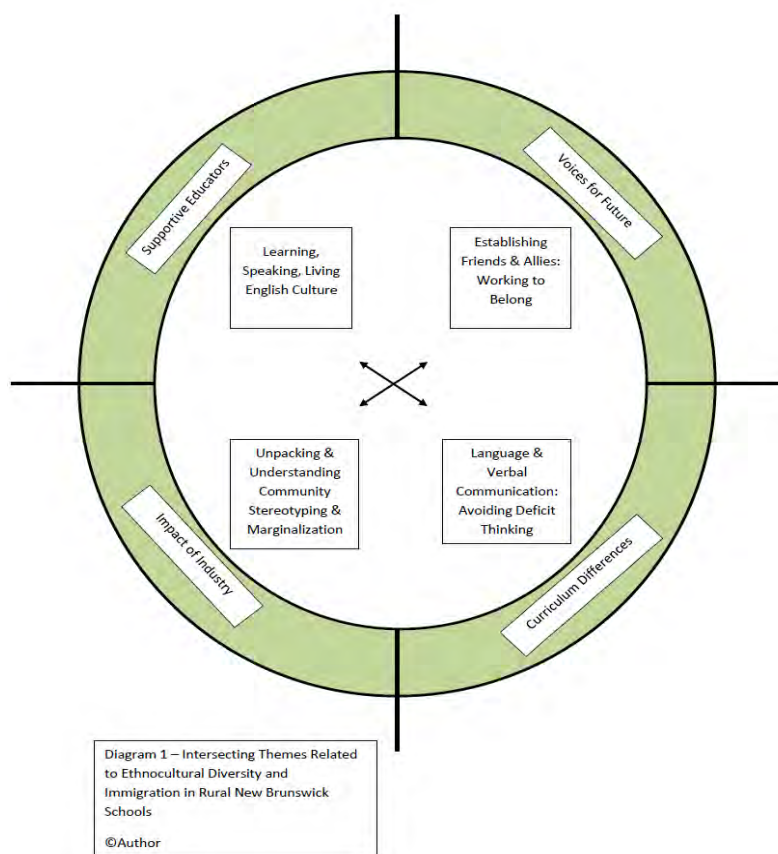 Supportive Educators
Voices for Future
Learning,
Speaking, Living
English Culture
Establishing
Friends & Allies:
Working to
Belong
Unpacking &
Understanding
Community
Stereotyping &
Marginalization
Language &
Verbal
Communication:
Avoiding Deficit
Thinking
Impact of Industry
Curriculum Differences
Diagram 1 – Intersecting Themes Related
to Ethnocultural Diversity and
Immigration in Rural New Brunswick
Schools
©Author